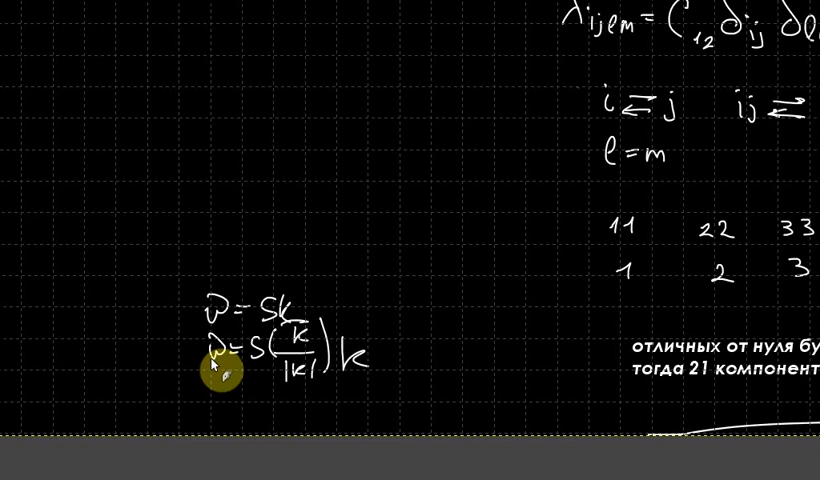 λijlm = C12 δij δl
i ⇄ j ij ⇄
l = m
11 22 33
1 2 3
ω = sk
ω = s(k/|k|) k
отличных от нуля бу
тогда 21 компонент